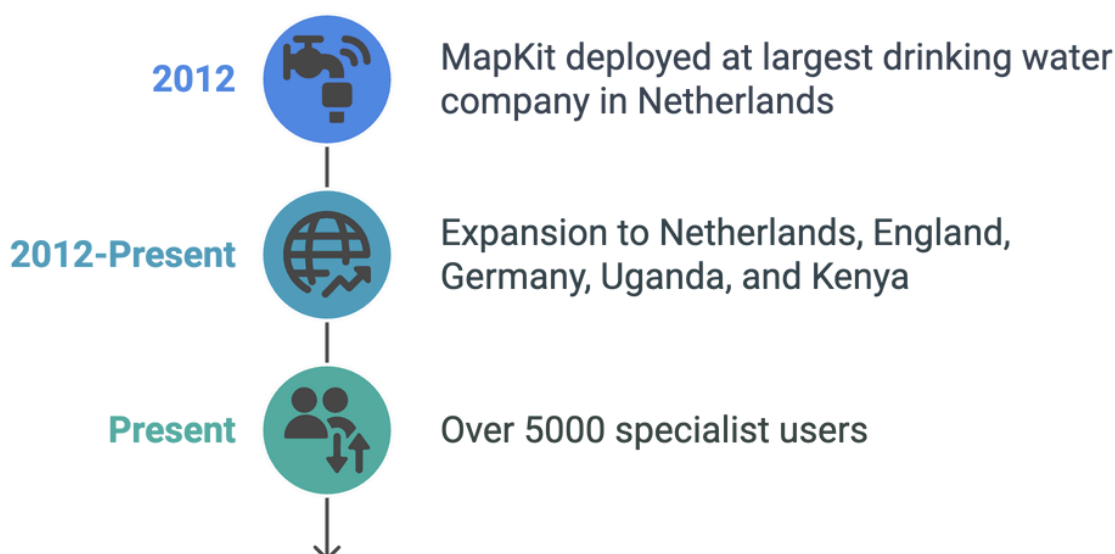 2012
MapKit deployed at largest drinking water
company in Netherlands
2012-Present
Expansion to Netherlands, England,
Germany, Uganda, and Kenya
Present
Over 5000 specialist users